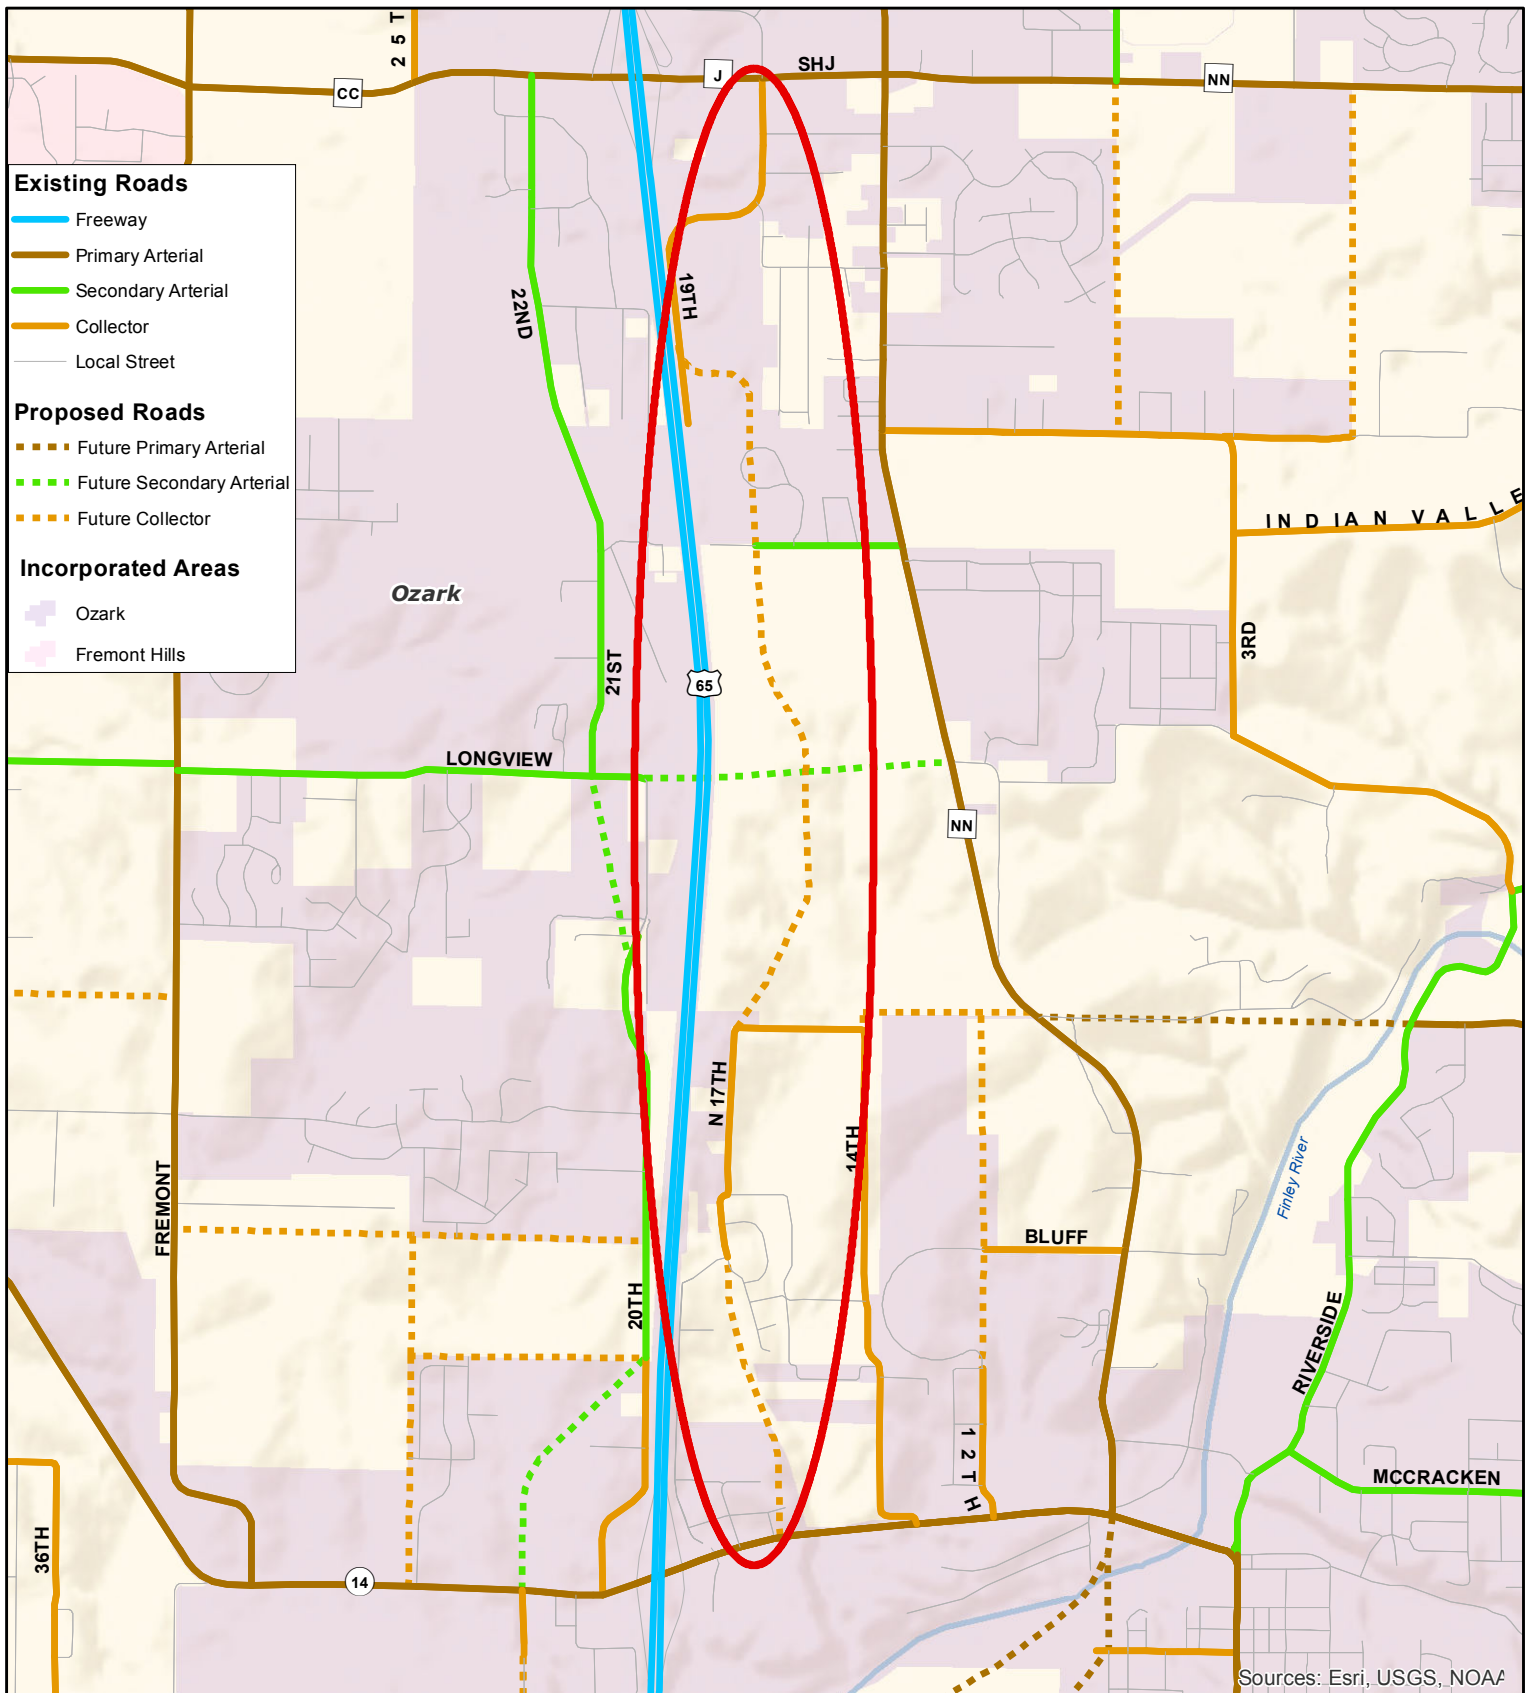 25T
J
SHJ
CC
NN
Existing Roads
Freeway
Primary Arterial
Secondary Arterial
Collector
Local Street
Proposed Roads
Future Primary Arterial
Future Secondary Arterial
Future Collector
Incorporated Areas
Ozark
Fremont Hills
22ND
19TH
INDIAN VALLE
Ozark
21ST
65
3RD
LONGVIEW
NN
N 17TH
14TH
FREMONT
BLUFF
Finley River
20TH
RIVERSIDE
12TH
MCCRACKEN
36TH
14
Sources: Esri, USGS, NOAA